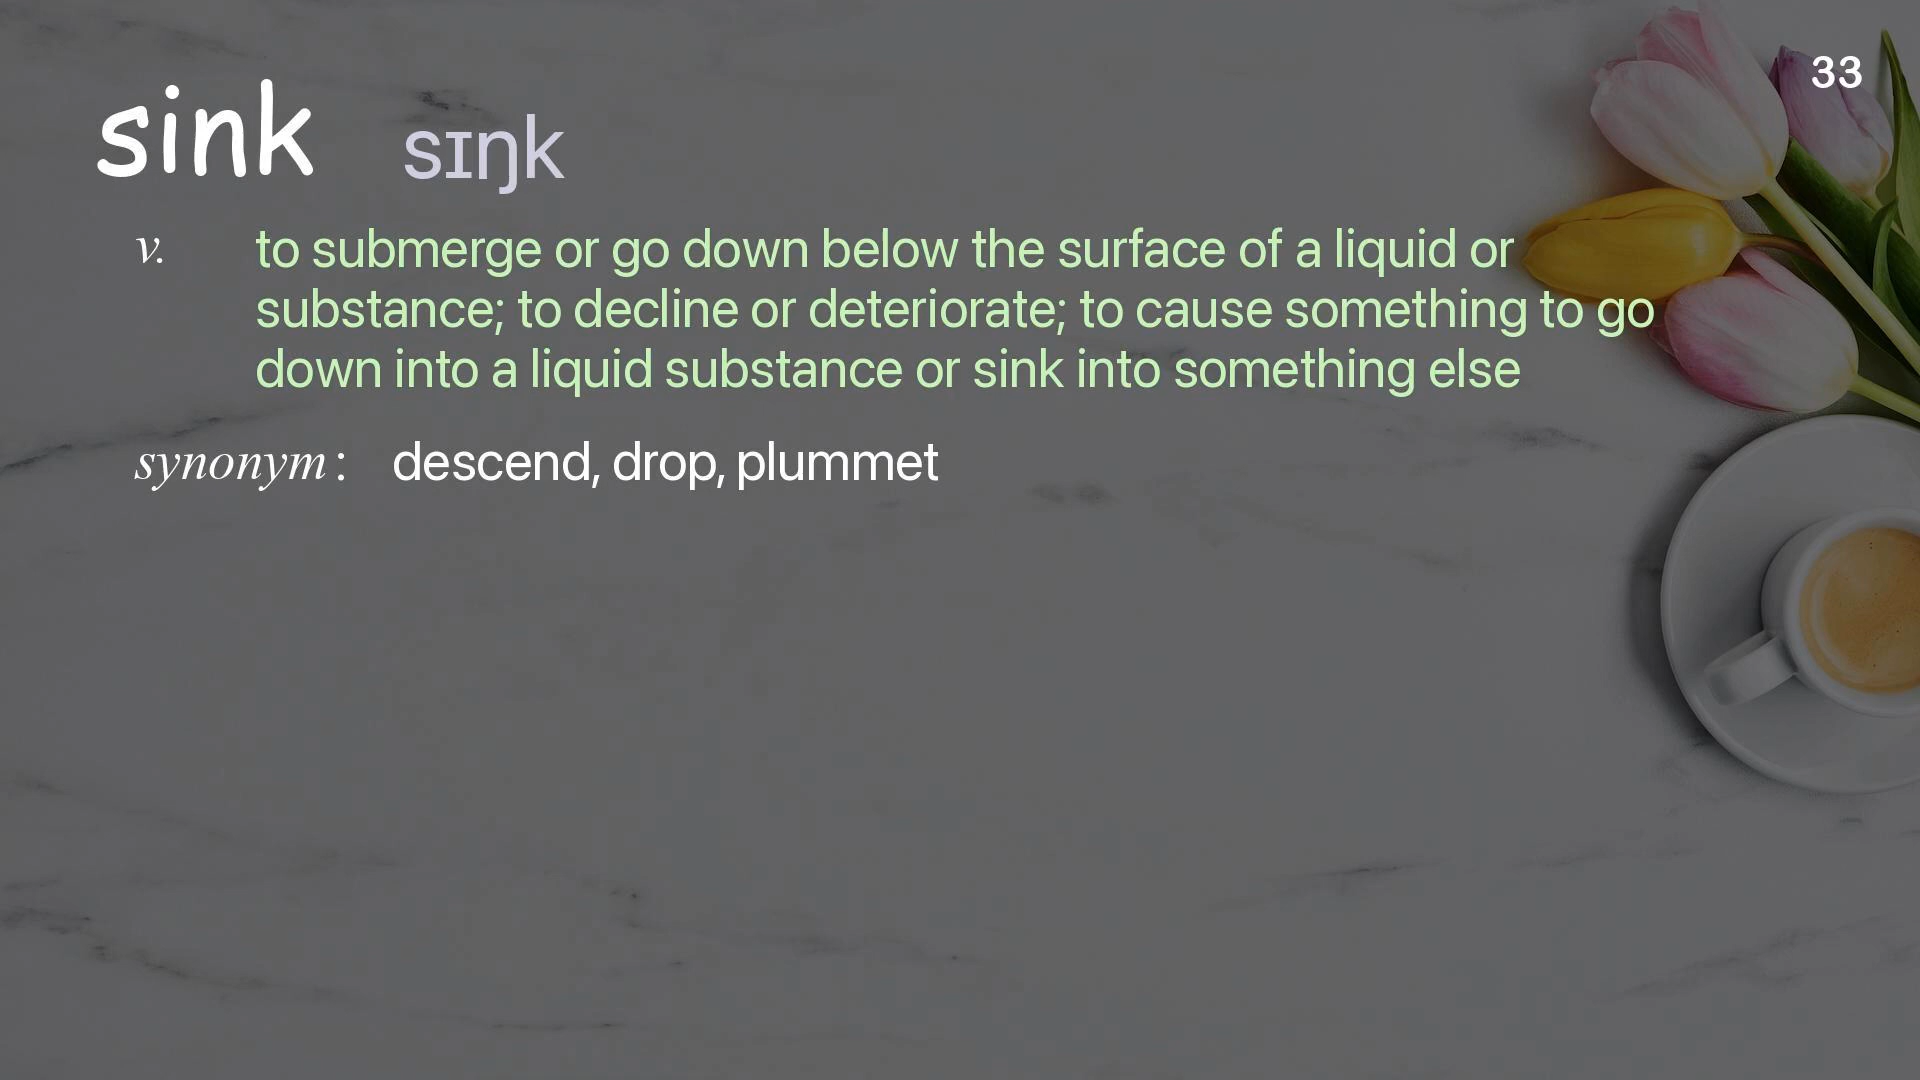 33
sink sɪŋk
v. to submerge or go down below the surface of a liquid or
substance; to decline or deteriorate; to cause something to go
down into a liquid substance or sink into something else
synonym: descend, drop, plummet